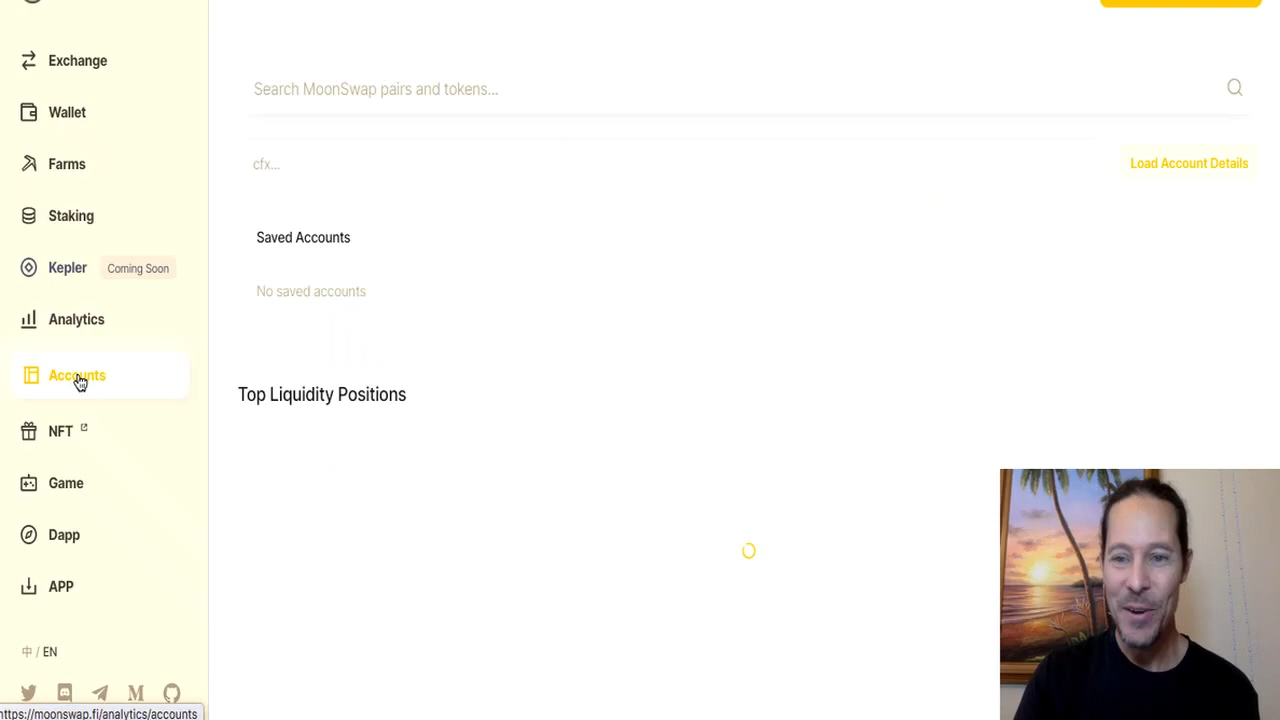 Exchange
Wallet
Farms
Staking
Kepler Coming Soon
Analytics
Accounts
NFT
Game
Dapp
APP
中 / EN
https://moonswap.fi/analytics/accounts
Search MoonSwap pairs and tokens...
cfx...
Load Account Details
Saved Accounts
No saved accounts
Top Liquidity Positions